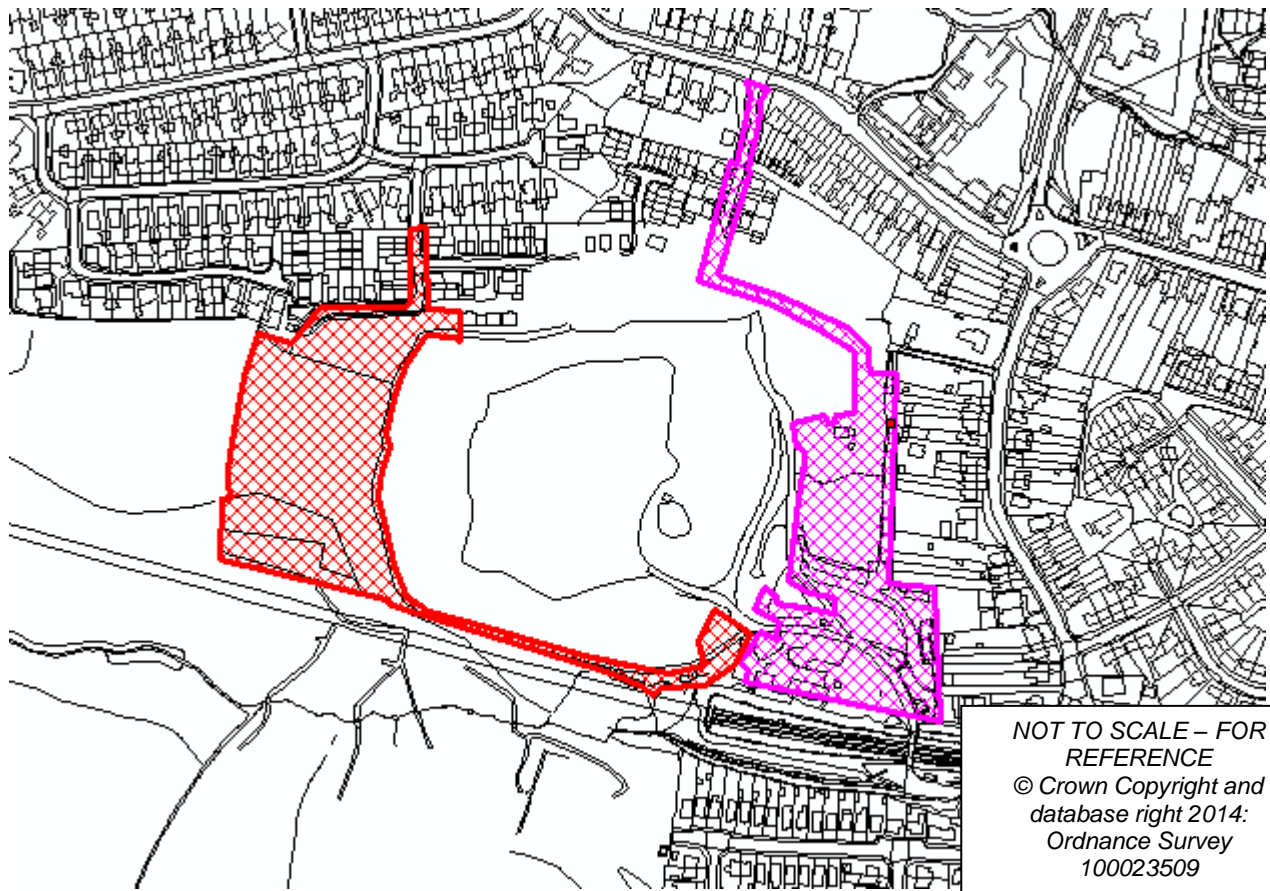 NOT TO SCALE – FOR
REFERENCE
© Crown Copyright and
database right 2014:
Ordnance Survey
100023509